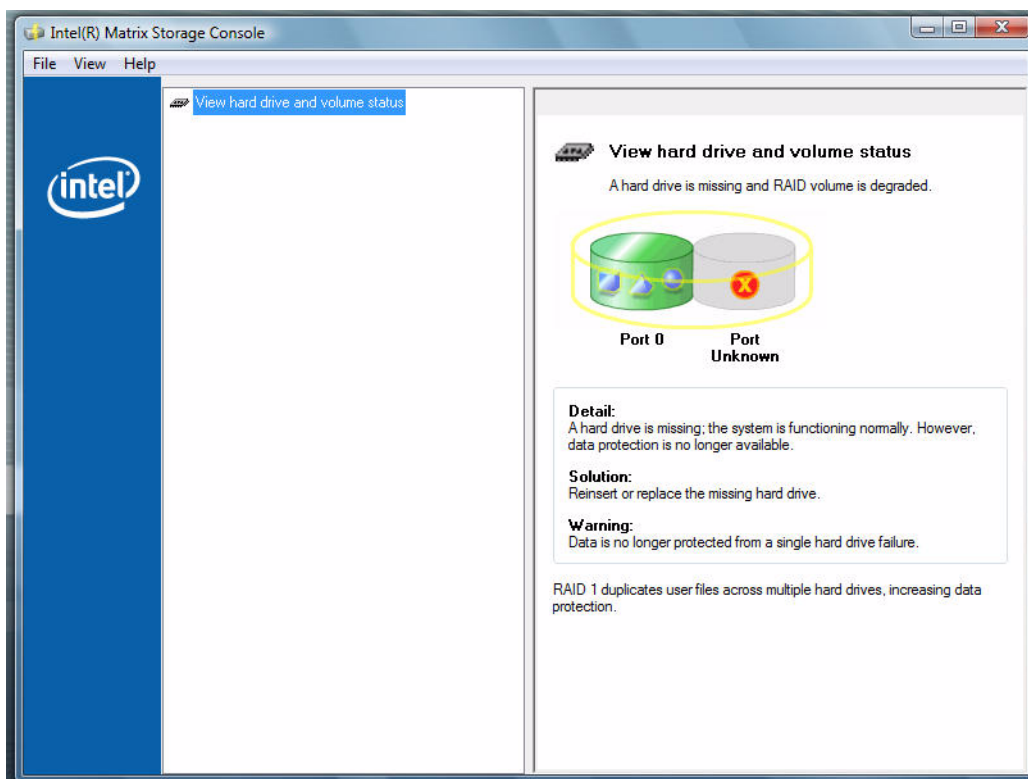 Intel(R) Matrix Storage Console
File View Help
intel
View hard drive and volume status
View hard drive and volume status
A hard drive is missing and RAID volume is degraded.
Port 0
Port
Unknown
Detail:
A hard drive is missing; the system is functioning normally. However,
data protection is no longer available.
Solution:
Reinsert or replace the missing hard drive.
Warning:
Data is no longer protected from a single hard drive failure.
RAID 1 duplicates user files across multiple hard drives, increasing data
protection.